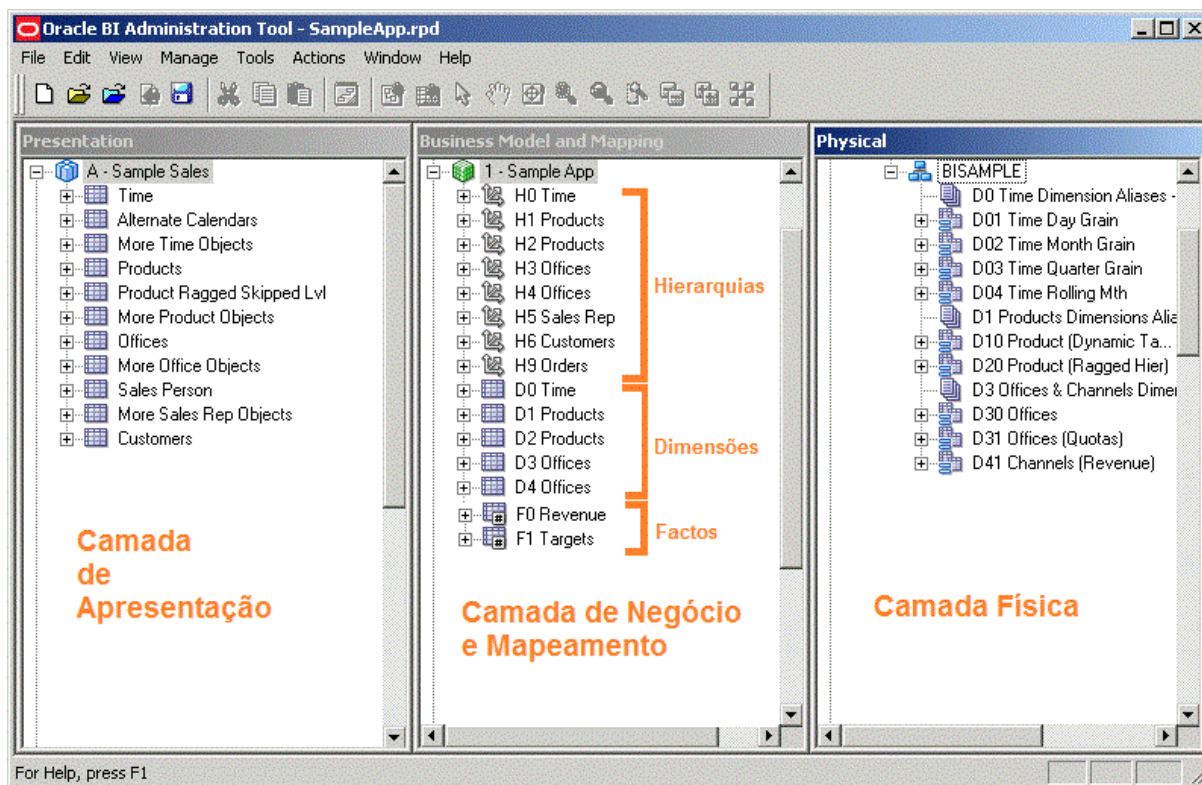 Oracle BI Administration Tool - SampleApp.rpd
File Edit View Manage Tools Actions Window Help
Presentation
A - Sample Sales
Time
Alternate Calendars
More Time Objects
Products
Product Ragged Skipped Lvl
More Product Objects
Offices
More Office Objects
Sales Person
More Sales Rep Objects
Customers
Camada
de
Apresentação
Business Model and Mapping
1 - Sample App
H0 Time
H1 Products
H2 Products
H3 Offices
H4 Offices
H5 Sales Rep
H6 Customers
H9 Orders
Hierarquias
D0 Time
D1 Products
D2 Products
D3 Offices
D4 Offices
Dimensões
F0 Revenue
F1 Targets
Factos
Camada de Negócio
e Mapeamento
Physical
BISAMPLE
D0 Time Dimension Aliases -
D01 Time Day Grain
D02 Time Month Grain
D03 Time Quarter Grain
D04 Time Rolling Mth
D1 Products Dimensions Alia
D10 Product (Dynamic Ta...
D20 Product (Ragged Hier)
D3 Offices & Channels Dimer
D30 Offices
D31 Offices (Quotas)
D41 Channels (Revenue)
Camada Física
For Help, press F1